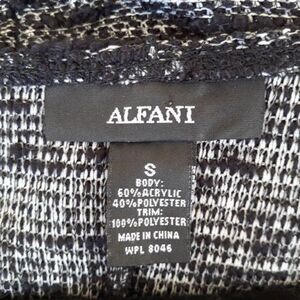 ALFANI
S
BODY:
60%ACRYLIC
40%POLYESTER
TRIM:
100%POLYESTER
MADE IN CHINA
WPL 8046